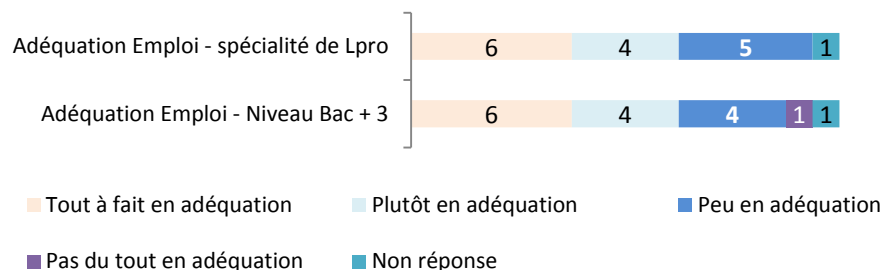 Adéquation Emploi - spécialité de Lpro 6 4 5 1
Adéquation Emploi - Niveau Bac + 3 6 4 4 1 1
Tout à fait en adéquation Plutôt en adéquation Peu en adéquation
Pas du tout en adéquation Non réponse